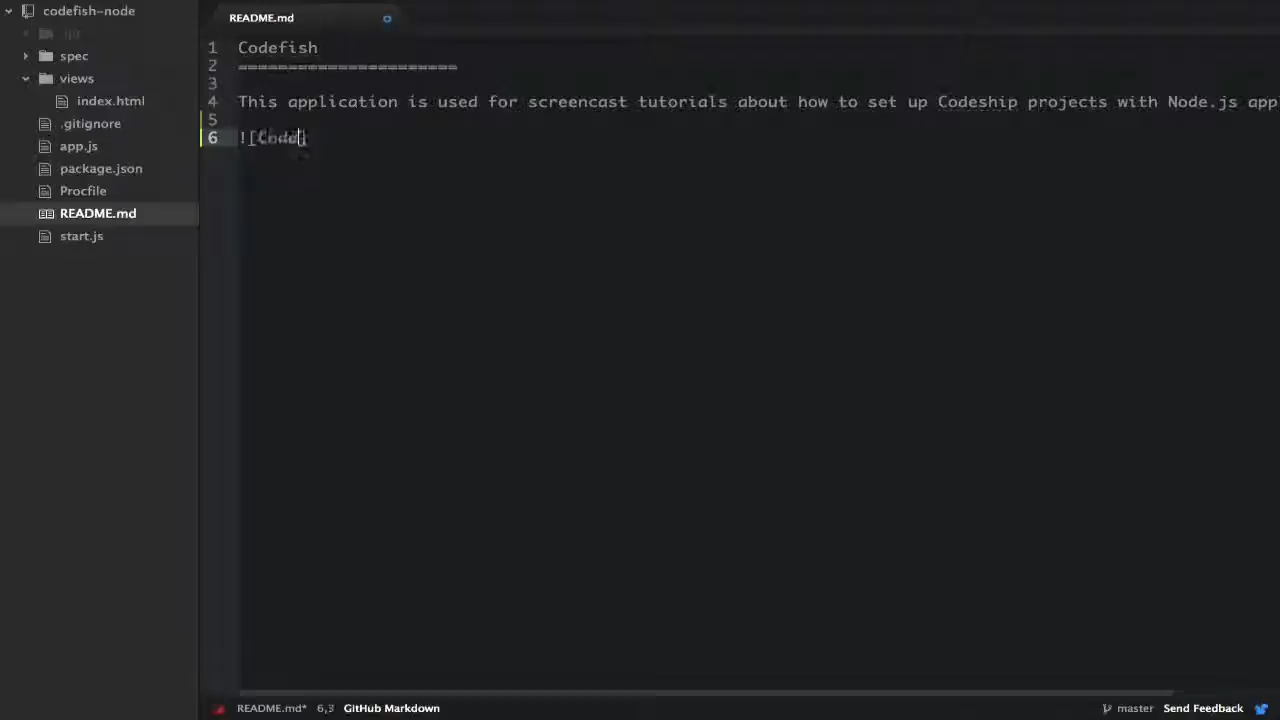 codefish-node
.git
spec
views
index.html
.gitignore
app.js
package.json
Procfile
README.md
start.js
README.md
1 Codefish
2 ======================
3
4 This application is used for screencast tutorials about how to set up Codeship projects with Node.js app
5
6 ![Code]
README.md* 6,3 GitHub Markdown
master Send Feedback